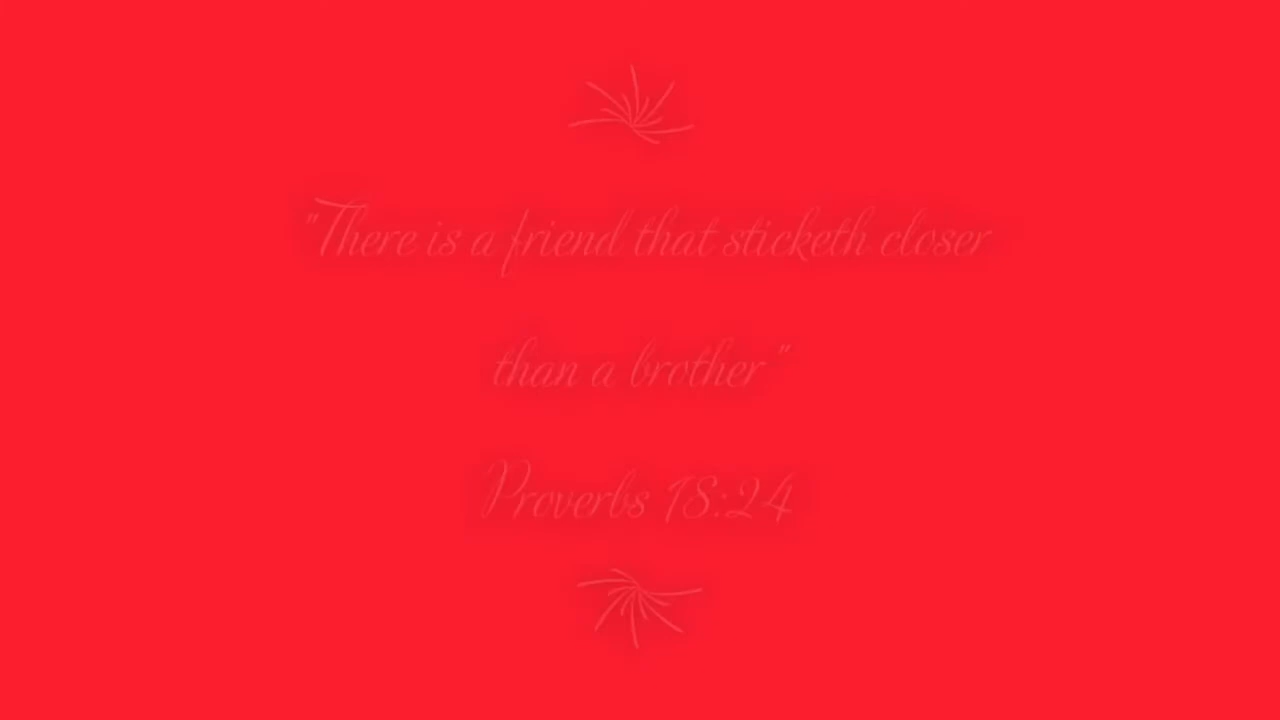 "There is a friend that sticketh closer
than a brother"
Proverbs 18:24